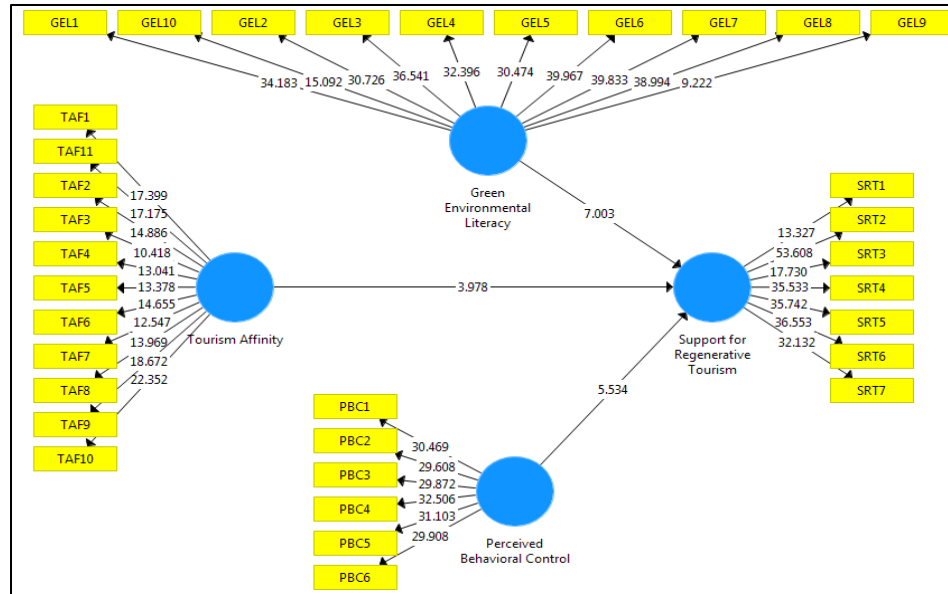 GEL1 GEL10 GEL2 GEL3 GEL4 GEL5 GEL6 GEL7 GEL8 GEL9
34.183 15.092 30.726 36.541 32.396 30.474 39.967 39.833 38.994 9.222
Green
Environmental
Literacy
7.003
TAF1
TAF11
TAF2
TAF3
TAF4
TAF5
TAF6
TAF7
TAF8
TAF9
TAF10
17.399
17.175
14.886
10.418
13.041
13.378
14.655
12.547
13.969
18.672
22.352
Tourism Affinity
3.978
SRT1
SRT2
SRT3
SRT4
SRT5
SRT6
SRT7
13.327
53.608
17.730
35.533
35.742
36.553
32.132
Support for
Regenerative
Tourism
5.534
PBC1
PBC2
PBC3
PBC4
PBC5
PBC6
30.469
29.608
29.872
32.506
31.103
29.908
Perceived
Behavioral Control